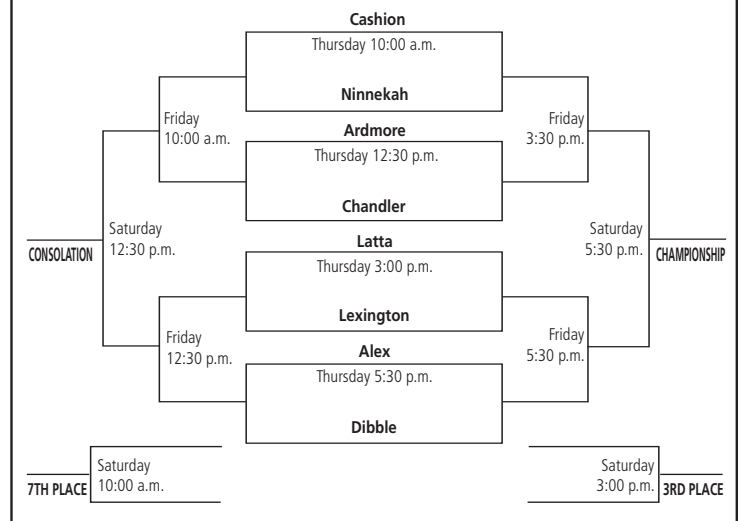 Cashion
Thursday 10:00 a.m.
Ninnekah
Friday
10:00 a.m.
Friday
3:30 p.m.
Ardmore
Thursday 12:30 p.m.
Chandler
Saturday
12:30 p.m.
CONSOLATION
Saturday
5:30 p.m.
CHAMPIONSHIP
Latta
Thursday 3:00 p.m.
Lexington
Friday
12:30 p.m.
Friday
5:30 p.m.
Alex
Thursday 5:30 p.m.
Dibble
Saturday
10:00 a.m.
7TH PLACE
Saturday
3:00 p.m.
3RD PLACE